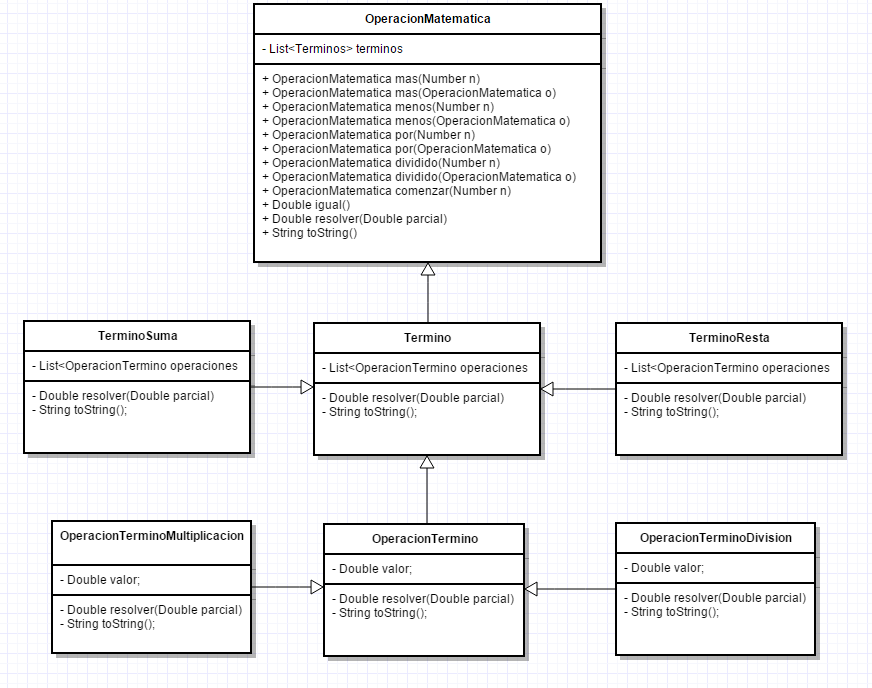 OperacionMatematica
- List<Terminos> terminos
+ OperacionMatematica mas(Number n)
+ OperacionMatematica mas(OperacionMatematica o)
+ OperacionMatematica menos(Number n)
+ OperacionMatematica menos(OperacionMatematica o)
+ OperacionMatematica por(Number n)
+ OperacionMatematica por(OperacionMatematica o)
+ OperacionMatematica dividido(Number n)
+ OperacionMatematica dividido(OperacionMatematica o)
+ OperacionMatematica comenzar(Number n)
+ Double igual()
+ Double resolver(Double parcial)
+ String toString()
TerminoSuma
- List<OperacionTermino operaciones
- Double resolver(Double parcial)
- String toString();
Termino
- List<OperacionTermino operaciones
- Double resolver(Double parcial)
- String toString();
TerminoResta
- List<OperacionTermino operaciones
- Double resolver(Double parcial)
- String toString();
OperacionTerminoMultiplicacion
- Double valor;
- Double resolver(Double parcial)
- String toString();
OperacionTermino
- Double valor;
- Double resolver(Double parcial)
- String toString();
OperacionTerminoDivision
- Double valor;
- Double resolver(Double parcial)
- String toString();